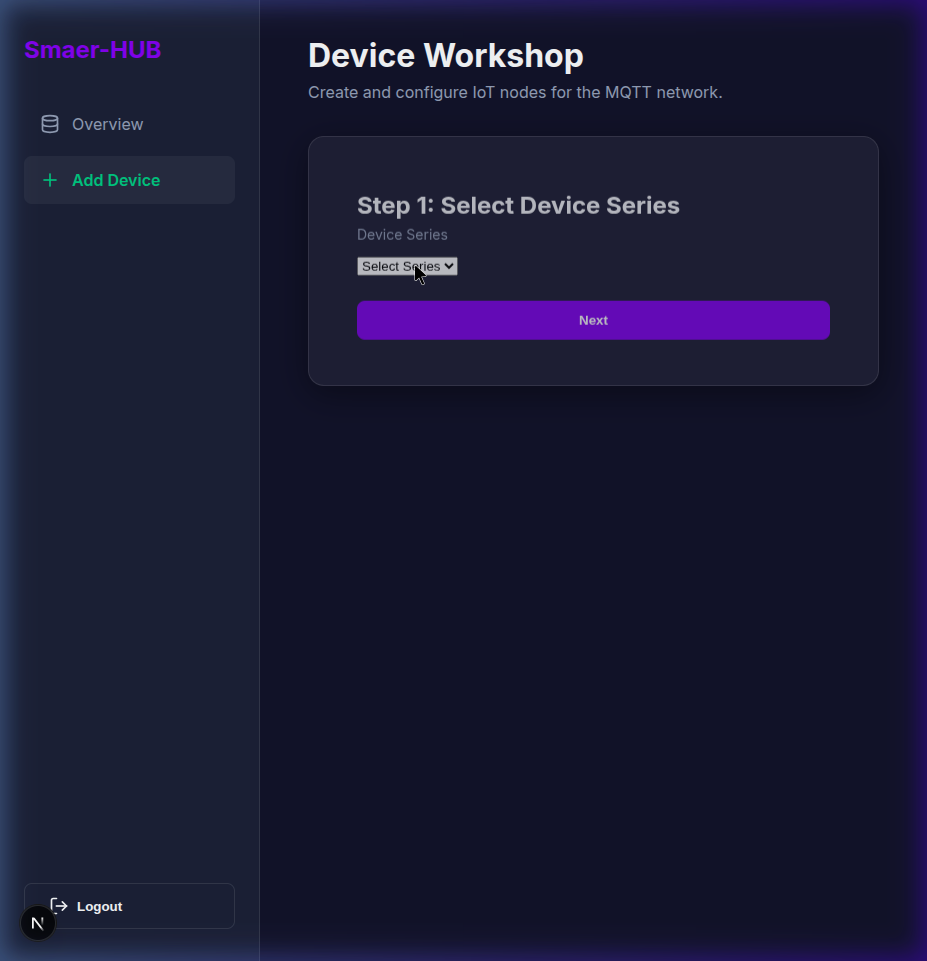 Smaer-HUB
Overview
Add Device
Device Workshop
Create and configure IoT nodes for the MQTT network.
Step 1: Select Device Series
Device Series
Select Series
Next
Logout
N